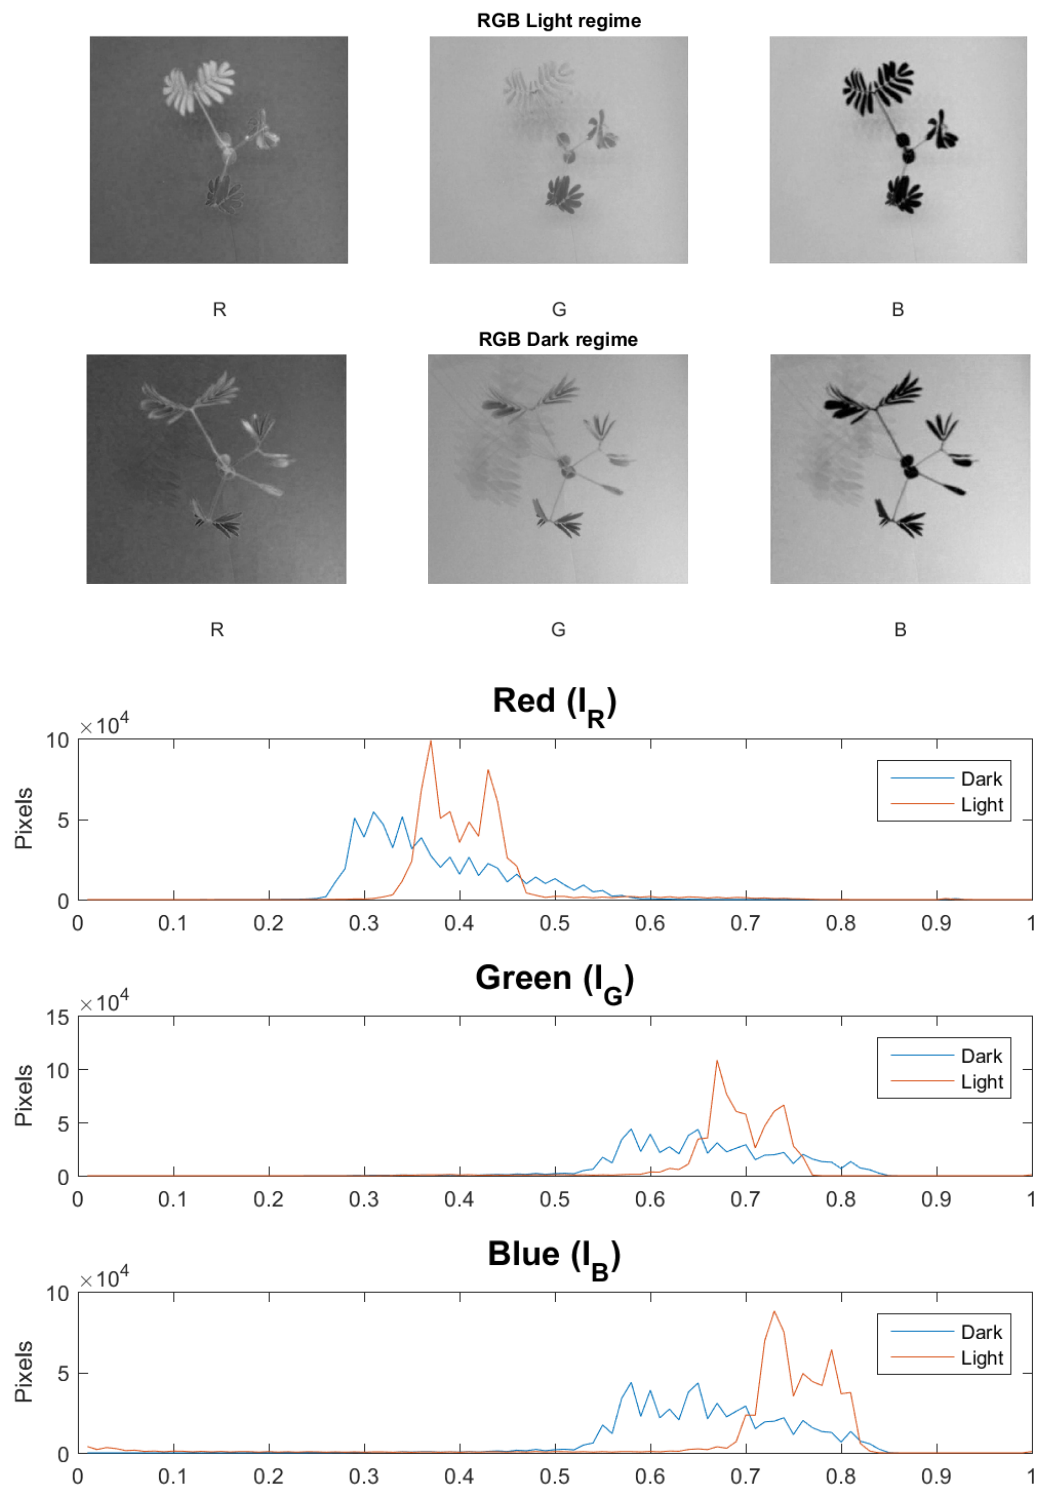 RGB Light regime
R G B
RGB Dark regime
R G B
Red (I_R)
×10^4
10
5
0
Pixels
Dark
Light
0 0.1 0.2 0.3 0.4 0.5 0.6 0.7 0.8 0.9 1
Green (I_G)
×10^4
15
10
5
0
Pixels
Dark
Light
0 0.1 0.2 0.3 0.4 0.5 0.6 0.7 0.8 0.9 1
Blue (I_B)
×10^4
10
5
0
Pixels
Dark
Light
0 0.1 0.2 0.3 0.4 0.5 0.6 0.7 0.8 0.9 1